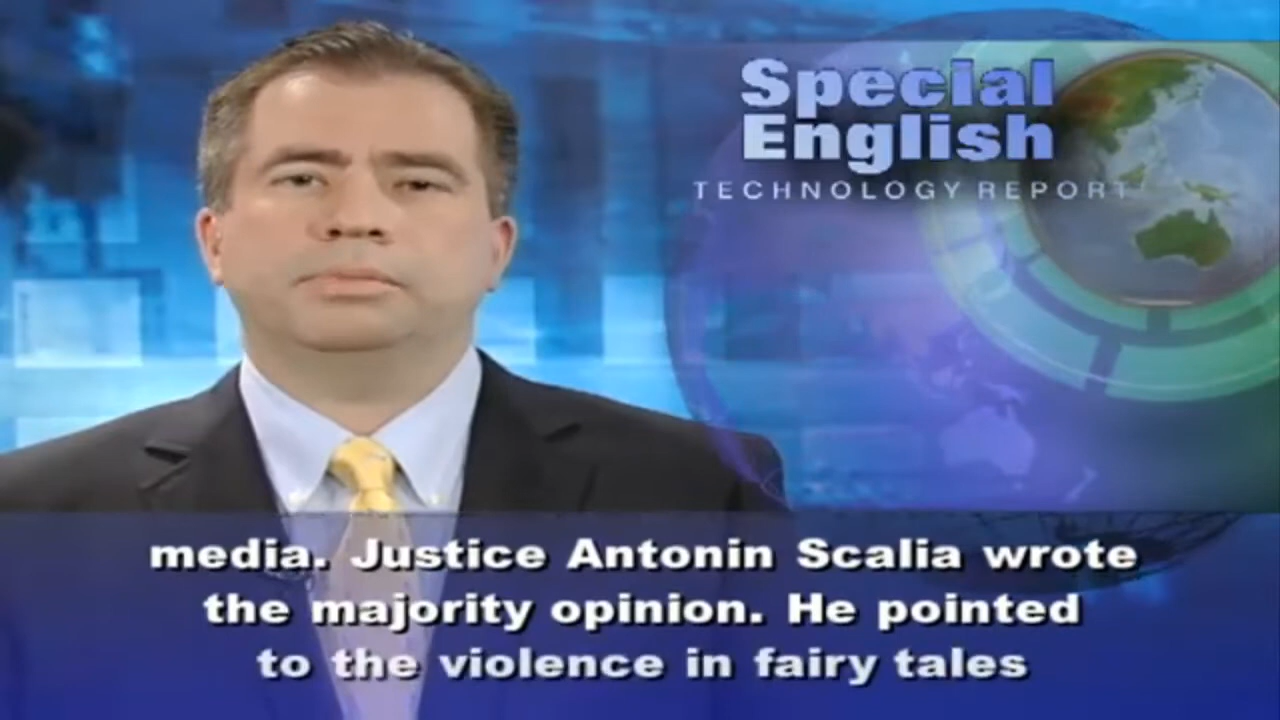 Special
English
TECHNOLOGY REPORT
media. Justice Antonin Scalia wrote
the majority opinion. He pointed
to the violence in fairy tales